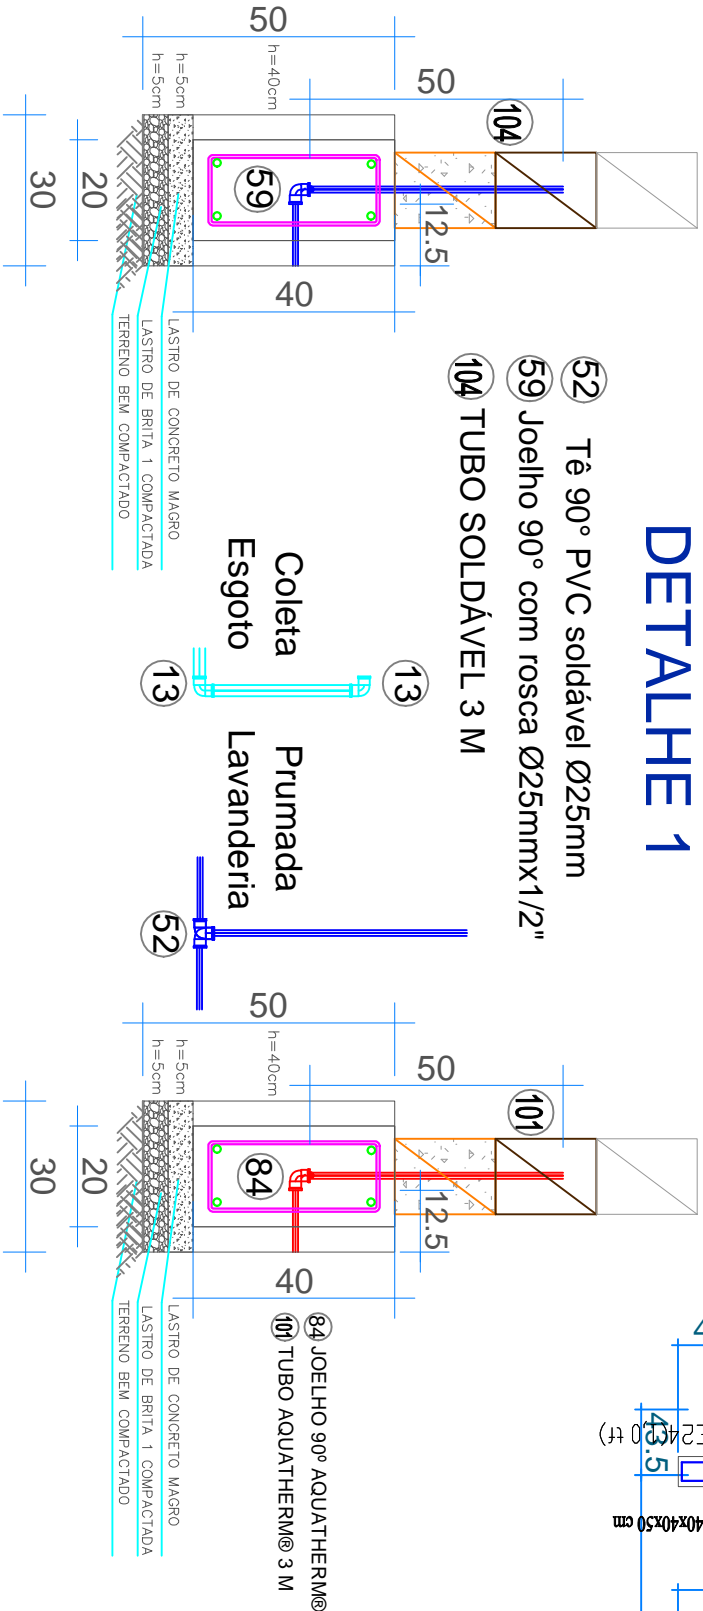 DETALHE 1
52 Tê 90° PVC soldável Ø25mm
59 Joelho 90° com rosca Ø25mmx1/2"
104 TUBO SOLDÁVEL 3 M
50
h=40cm
h=5cm
h=5cm
50
104
59
12.5
40
20
30
LASTRO DE CONCRETO MAGRO
LASTRO DE BRITA 1 COMPACTADA
TERRENO BEM COMPACTADO
Coleta
Esgoto
13
13
Prumada
Lavanderia
52
50
h=40cm
h=5cm
h=5cm
50
101
84
12.5
40
20
30
LASTRO DE CONCRETO MAGRO
LASTRO DE BRITA 1 COMPACTADA
TERRENO BEM COMPACTADO
84 JOELHO 90º AQUATHERM®
101 TUBO AQUATHERM® 3 M
43.5
tf)
40x40x50 cm